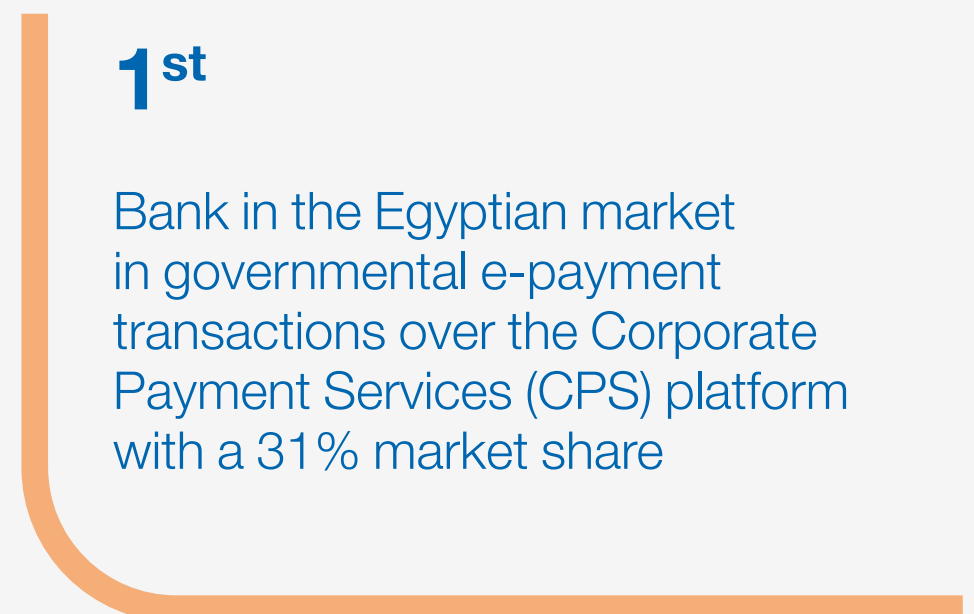 1st
Bank in the Egyptian market
in governmental e-payment
transactions over the Corporate
Payment Services (CPS) platform
with a 31% market share